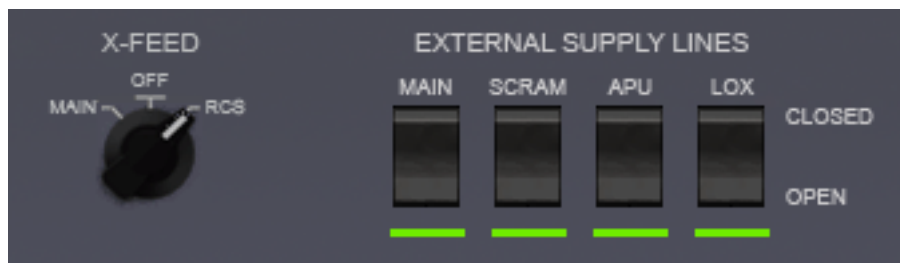 X-FEED
OFF
MAIN
RCS
EXTERNAL SUPPLY LINES
MAIN SCRAM APU LOX
CLOSED
OPEN